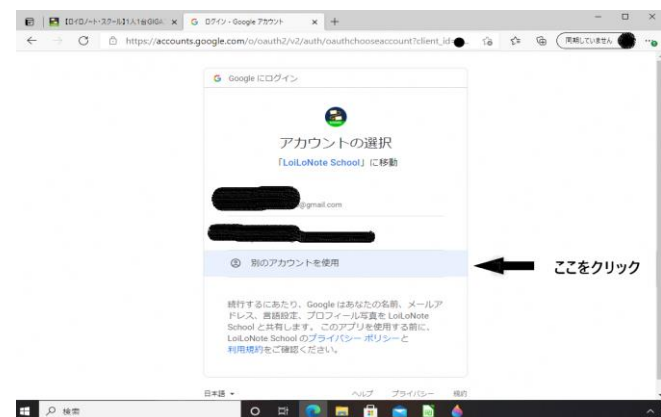 【ロイロノート・スクール】1人1台GIGA
ログイン - Google アカウント
https://accounts.google.com/o/oauth2/v2/auth/oauthchooseaccount?client_id=
同期していません
Google にログイン
アカウントの選択
「LoiLoNote School」に移動
@gmail.com
別のアカウントを使用
ここをクリック
続行するにあたり、Google はあなたの名前、メールア
ドレス、言語設定、プロフィール写真を LoiLoNote
School と共有します。このアプリを使用する前に、
LoiLoNote School のプライバシー ポリシーと
利用規約をご確認ください。
日本語
ヘルプ プライバシー 規約
検索